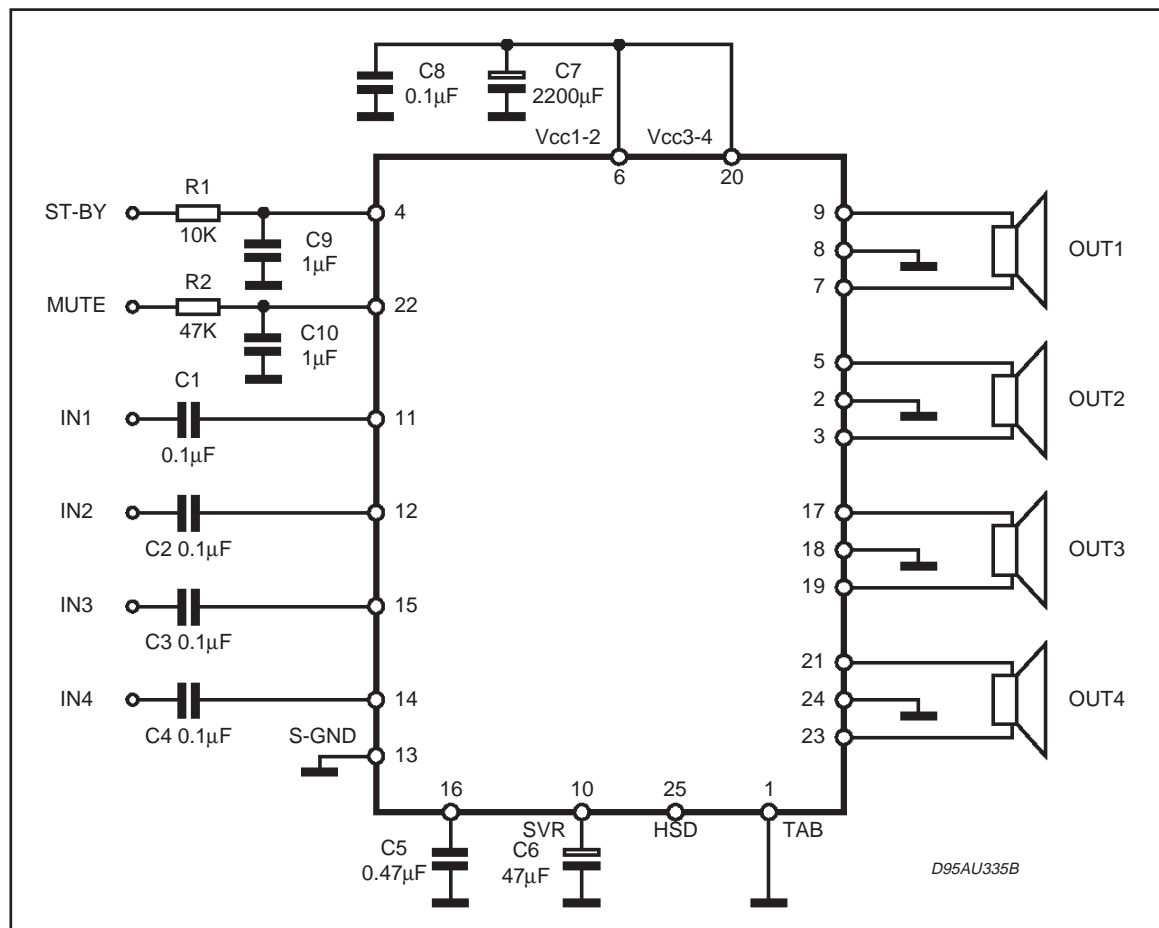 C8
0.1µF
C7
2200µF
Vcc1-2
Vcc3-4
6
20
ST-BY
R1
10K
C9
1µF
4
MUTE
R2
47K
C10
1µF
22
IN1
C1
0.1µF
11
IN2
C2 0.1µF
12
IN3
C3 0.1µF
15
IN4
C4 0.1µF
14
S-GND
13
9
8
7
OUT1
5
2
3
OUT2
17
18
19
OUT3
21
24
23
OUT4
16
10
25
1
SVR
HSD
TAB
C5
0.47µF
C6
47µF
D95AU335B